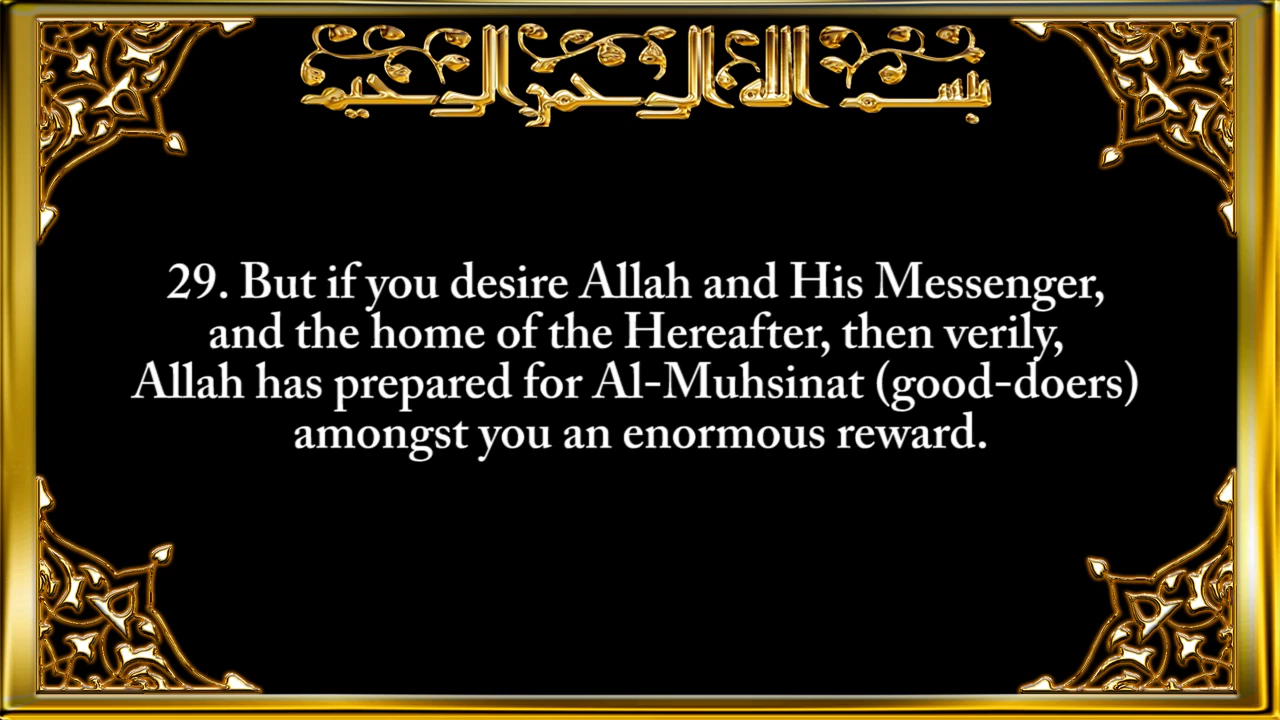 بسم الله الرحمن الرحيم
29. But if you desire Allah and His Messenger,
and the home of the Hereafter, then verily,
Allah has prepared for Al-Muhsinat (good-doers)
amongst you an enormous reward.